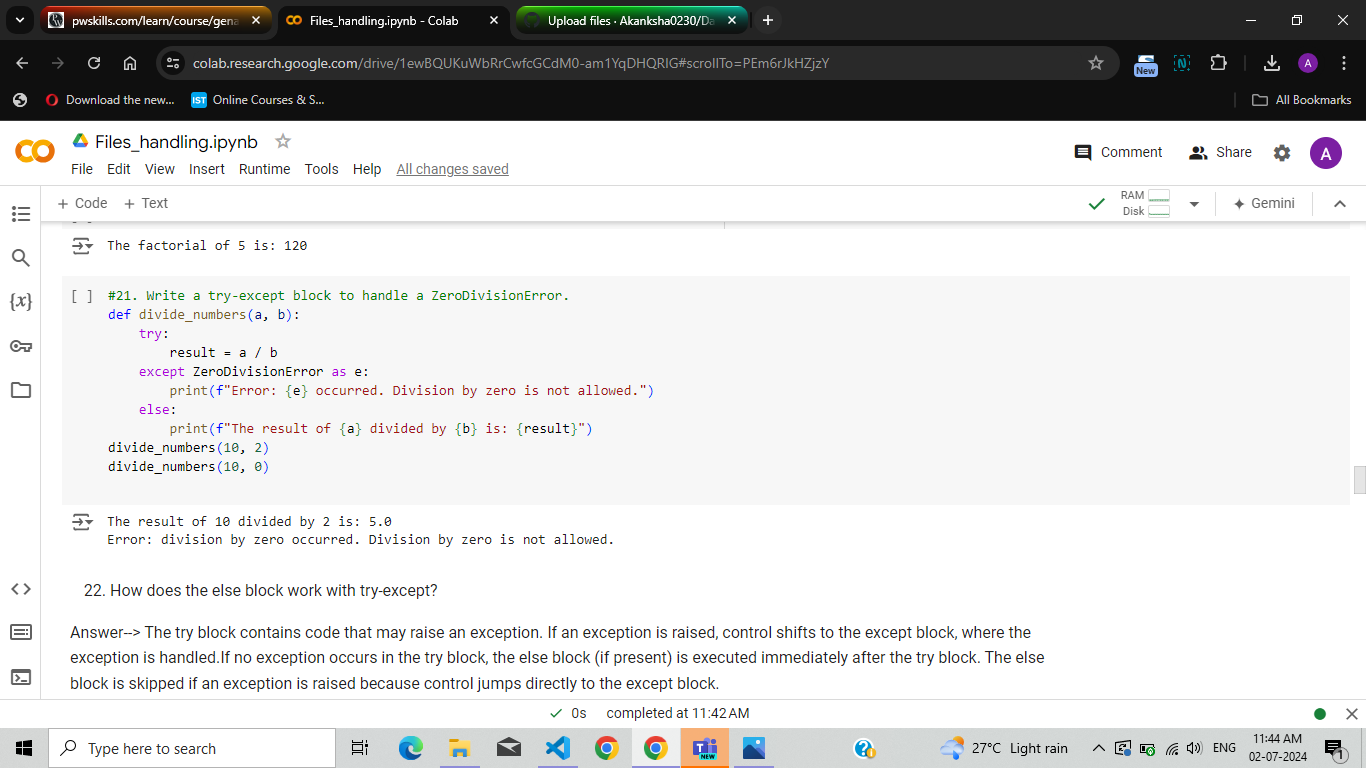 pwskills.com/learn/course/gena
Files_handling.ipynb - Colab
Upload files · Akanksha0230/Da
colab.research.google.com/drive/1ewBQUKuWbRrCwfcGCdM0-am1YqDHQRIG#scrollTo=PEm6rJkHZjzY
New
A
Download the new...
IST
Online Courses & S...
All Bookmarks
Files_handling.ipynb
File Edit View Insert Runtime Tools Help All changes saved
Comment
Share
A
+ Code + Text
RAM
Disk
Gemini
The factorial of 5 is: 120
[ ] #21. Write a try-except block to handle a ZeroDivisionError.
def divide_numbers(a, b):
    try:
        result = a / b
    except ZeroDivisionError as e:
        print(f"Error: {e} occurred. Division by zero is not allowed.")
    else:
        print(f"The result of {a} divided by {b} is: {result}")
divide_numbers(10, 2)
divide_numbers(10, 0)
The result of 10 divided by 2 is: 5.0
Error: division by zero occurred. Division by zero is not allowed.
22. How does the else block work with try-except?
Answer--> The try block contains code that may raise an exception. If an exception is raised, control shifts to the except block, where the
exception is handled.If no exception occurs in the try block, the else block (if present) is executed immediately after the try block. The else
block is skipped if an exception is raised because control jumps directly to the except block.
{x}
0s completed at 11:42 AM
Type here to search
NEW
27°C Light rain
ENG
11:44 AM
02-07-2024
1